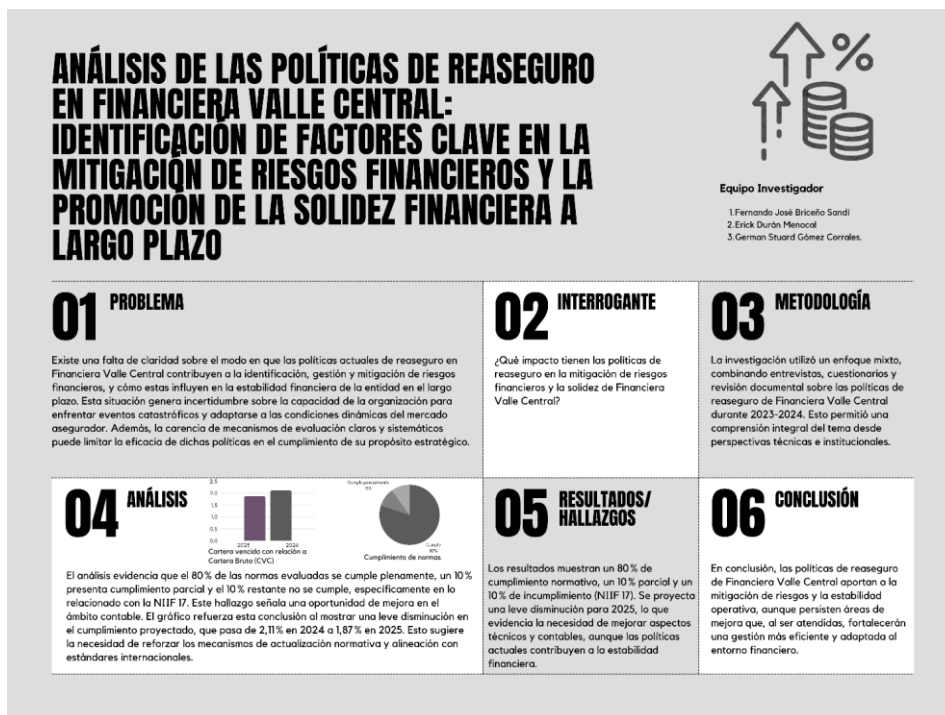 ANÁLISIS DE LAS POLÍTICAS DE REASEGURO
EN FINANCIERA VALLE CENTRAL:
IDENTIFICACIÓN DE FACTORES CLAVE EN LA
MITIGACIÓN DE RIESGOS FINANCIEROS Y LA
PROMOCIÓN DE LA SOLIDEZ FINANCIERA A
LARGO PLAZO
%
Equipo Investigador
1.Fernando José Briceño Sandí
2.Erick Durán Menocal
3.German Stuard Gómez Corrales.
01 PROBLEMA
Existe una falta de claridad sobre el modo en que las políticas actuales de reaseguro en
Financiera Valle Central contribuyen a la identificación, gestión y mitigación de riesgos
financieros, y cómo estas influyen en la estabilidad financiera de la entidad en el largo
plazo. Esta situación genera incertidumbre sobre la capacidad de la organización para
enfrentar eventos catastróficos y adaptarse a las condiciones dinámicas del mercado
asegurador. Además, la carencia de mecanismos de evaluación claros y sistemáticos
puede limitar la eficacia de dichas políticas en el cumplimiento de su propósito estratégico.
02 INTERROGANTE
¿Qué impacto tienen las políticas de
reaseguro en la mitigación de riesgos
financieros y la solidez de Financiera
Valle Central?
03 METODOLOGÍA
La investigación utilizó un enfoque mixto,
combinando entrevistas, cuestionarios y
revisión documental sobre las políticas de
reaseguro de Financiera Valle Central
durante 2023-2024. Esto permitió una
comprensión integral del tema desde
perspectivas técnicas e institucionales.
04 ANÁLISIS
2.5
2.0
1.5
1.0
0.5
0.0
2025 2024
Cartera vencida con relación a
Cartera Bruta (CVC)
Cumple
Cumplimiento de normas
El análisis evidencia que el 80 % de las normas evaluadas se cumple plenamente, un 10 %
presenta cumplimiento parcial y el 10 % restante no se cumple, específicamente en lo
relacionado con la NIIF 17. Este hallazgo señala una oportunidad de mejora en el
ámbito contable. El gráfico refuerza esta conclusión al mostrar una leve disminución en
el cumplimiento proyectado, que pasa de 2,11 % en 2024 a 1,87 % en 2025. Esto sugiere
la necesidad de reforzar los mecanismos de actualización normativa y alineación con
estándares internacionales.
05 RESULTADOS/
HALLAZGOS
Los resultados muestran un 80 % de
cumplimiento normativo, un 10 % parcial y un
10 % de incumplimiento (NIIF 17). Se proyecta
una leve disminución para 2025, lo que
evidencia la necesidad de mejorar aspectos
técnicos y contables, aunque las políticas
actuales contribuyen a la estabilidad
financiera.
06 CONCLUSIÓN
En conclusión, las políticas de reaseguro
de Financiera Valle Central aportan a la
mitigación de riesgos y la estabilidad
operativa, aunque persisten áreas de
mejora que, al ser atendidas, fortalecerán
una gestión más eficiente y adaptada al
entorno financiero.